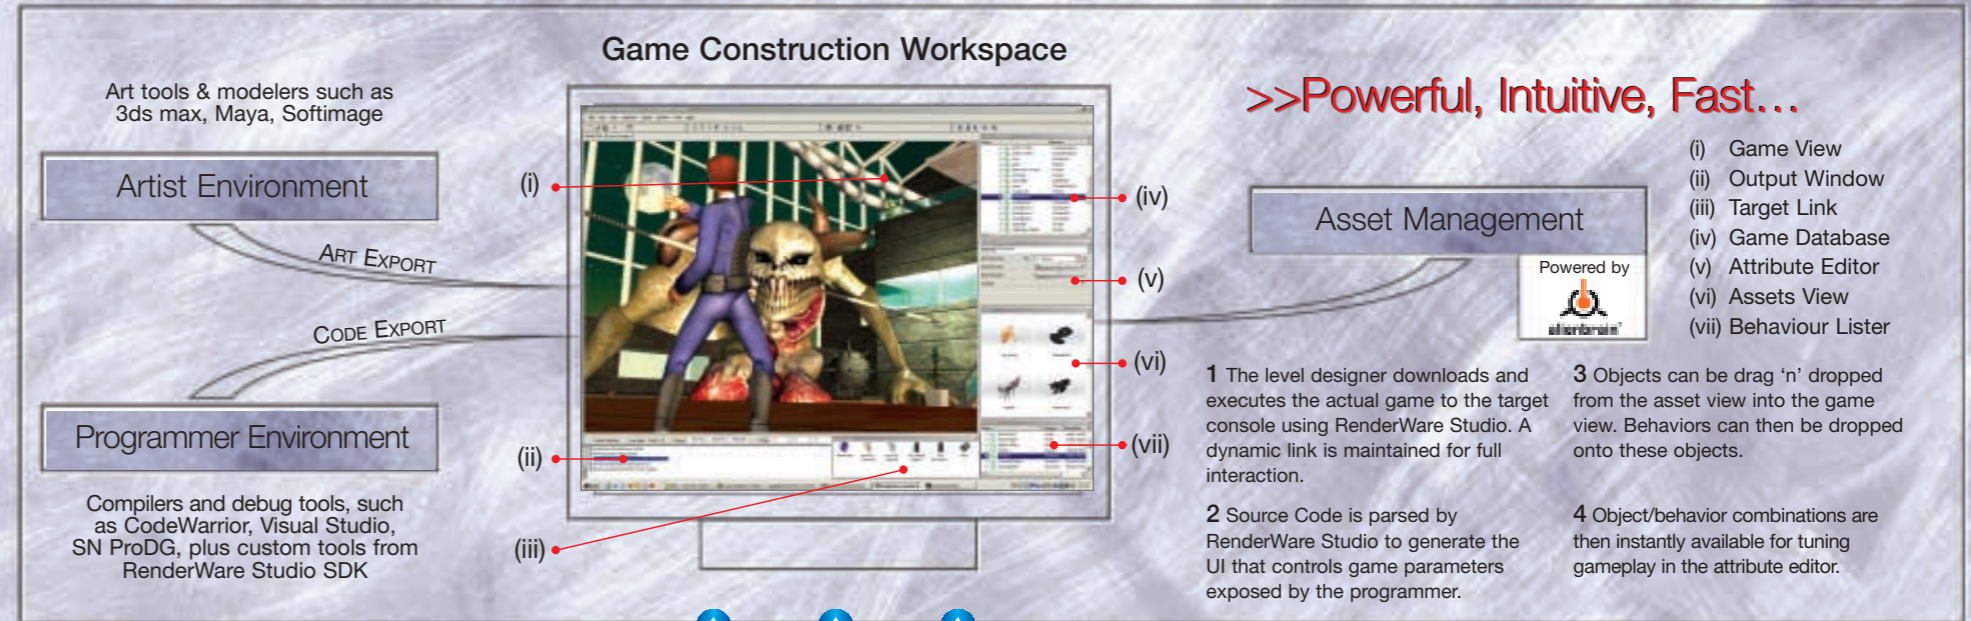 Game Construction Workspace
Art tools & modelers such as
3ds max, Maya, Softimage
Artist Environment
ART EXPORT
CODE EXPORT
Programmer Environment
Compilers and debug tools, such
as CodeWarrior, Visual Studio,
SN ProDG, plus custom tools from
RenderWare Studio SDK
(i)
(ii)
(iii)
(iv)
(v)
(vi)
(vii)
>>Powerful, Intuitive, Fast...
Asset Management
Powered by
alienbrain
(i) Game View
(ii) Output Window
(iii) Target Link
(iv) Game Database
(v) Attribute Editor
(vi) Assets View
(vii) Behaviour Lister
1 The level designer downloads and
executes the actual game to the target
console using RenderWare Studio. A
dynamic link is maintained for full
interaction.
2 Source Code is parsed by
RenderWare Studio to generate the
UI that controls game parameters
exposed by the programmer.
3 Objects can be drag ‘n’ dropped
from the asset view into the game
view. Behaviors can then be dropped
onto these objects.
4 Object/behavior combinations are
then instantly available for tuning
gameplay in the attribute editor.